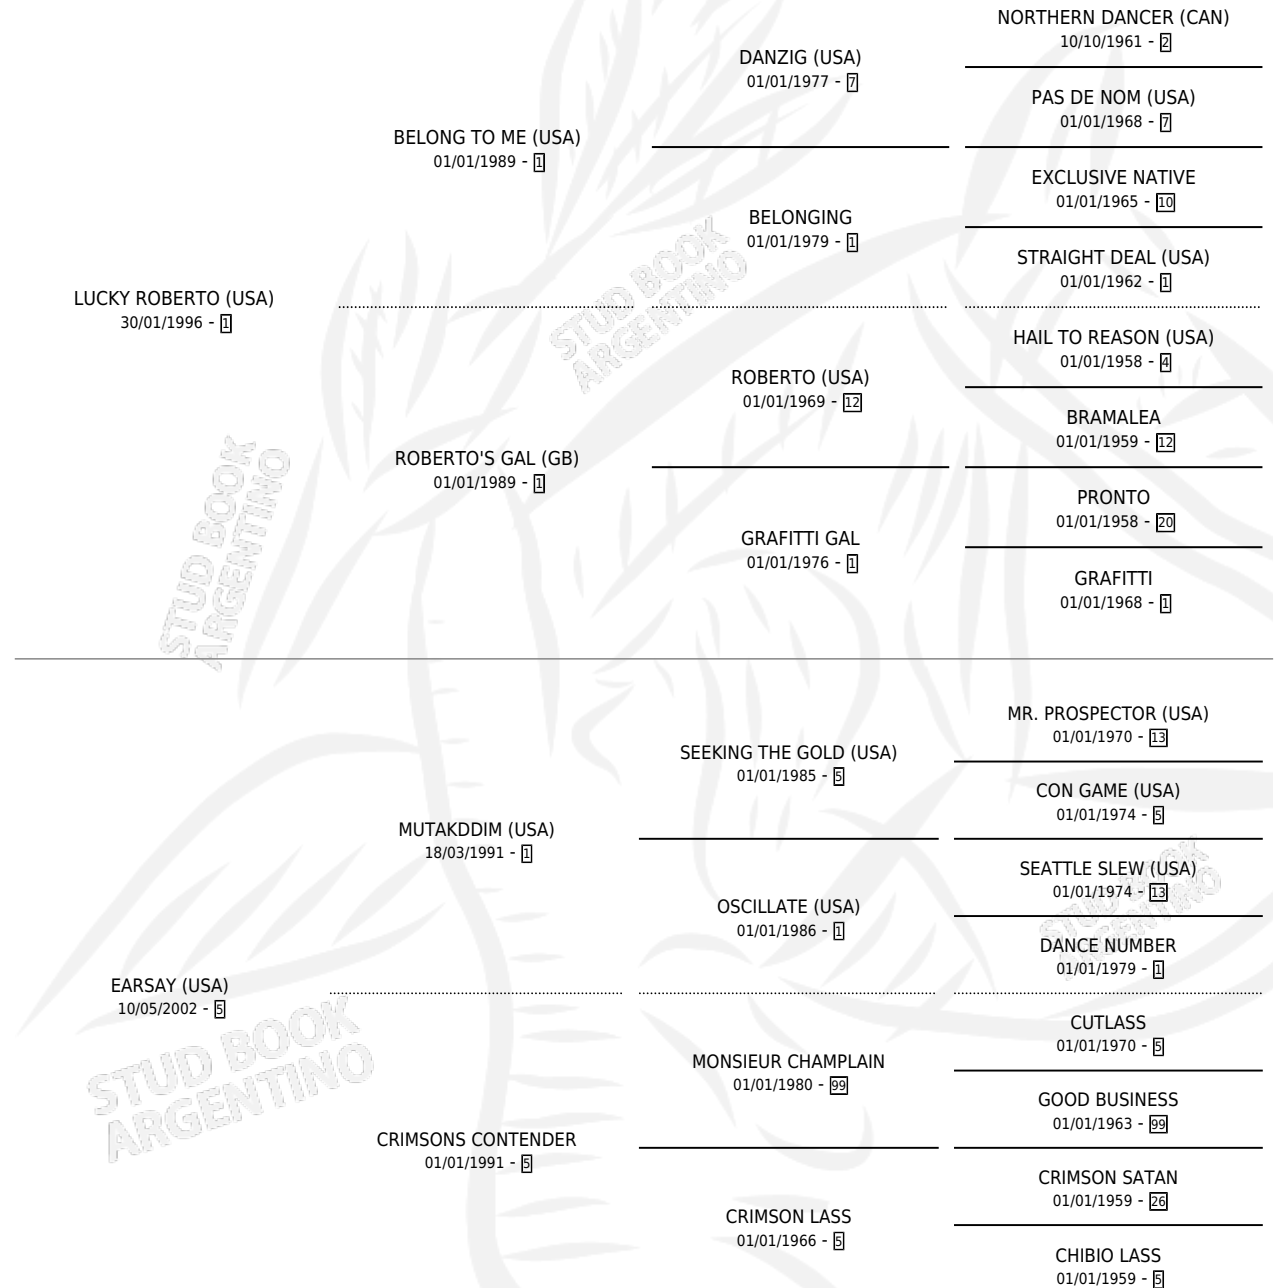 NORTHERN DANCER (CAN)
10/10/1961 - 2
DANZIG (USA)
01/01/1977 - 7
PAS DE NOM (USA)
01/01/1968 - 7
BELONG TO ME (USA)
01/01/1989 - 1
EXCLUSIVE NATIVE
01/01/1965 - 10
BELONGING
01/01/1979 - 1
STRAIGHT DEAL (USA)
01/01/1962 - 1
LUCKY ROBERTO (USA)
30/01/1996 - 1
STUD BOOK
ARGENTINO
HAIL TO REASON (USA)
01/01/1958 - 4
ROBERTO (USA)
01/01/1969 - 12
BRAMALEA
01/01/1959 - 12
ROBERTO'S GAL (GB)
01/01/1989 - 1
PRONTO
01/01/1958 - 20
GRAFITTI GAL
01/01/1976 - 1
GRAFITTI
01/01/1968 - 1
STUD BOOK
ARGENTINO
MR. PROSPECTOR (USA)
01/01/1970 - 13
SEEKING THE GOLD (USA)
01/01/1985 - 5
CON GAME (USA)
01/01/1974 - 5
MUTAKDDIM (USA)
18/03/1991 - 1
SEATTLE SLEW (USA)
01/01/1974 - 13
OSCILLATE (USA)
01/01/1986 - 1
STUD BOOK
ARGENTINO
DANCE NUMBER
01/01/1979 - 1
EARSAY (USA)
10/05/2002 - 5
STUD BOOK
ARGENTINO
CUTLASS
01/01/1970 - 5
MONSIEUR CHAMPLAIN
01/01/1980 - 99
GOOD BUSINESS
01/01/1963 - 99
CRIMSONS CONTENDER
01/01/1991 - 5
CRIMSON SATAN
01/01/1959 - 26
CRIMSON LASS
01/01/1966 - 5
CHIBIO LASS
01/01/1959 - 5